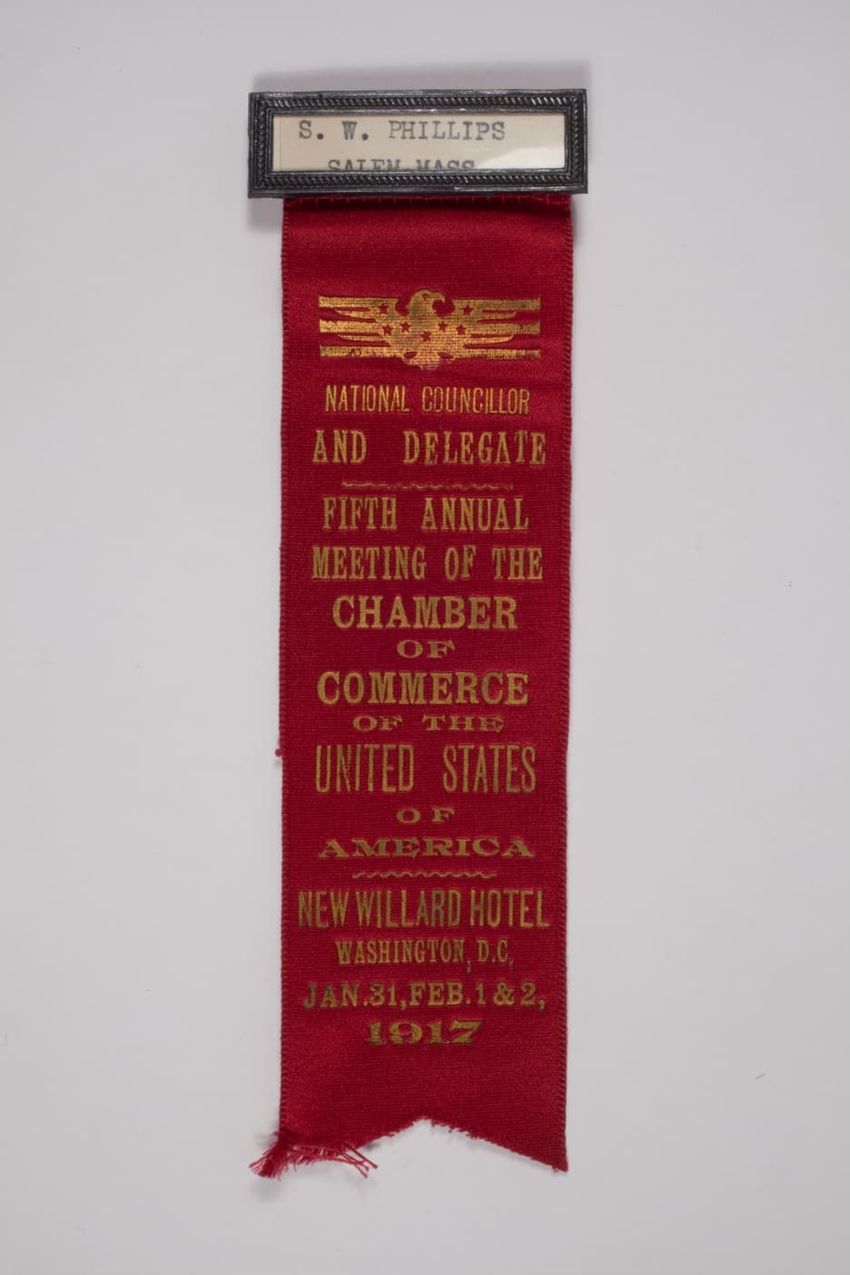 S. W. PHILLIPS
SALEM-MASS
NATIONAL COUNCILLOR
AND DELEGATE
FIFTH ANNUAL
MEETING OF THE
CHAMBER
OF
COMMERCE
OF THE
UNITED STATES
OF
AMERICA
NEW WILLARD HOTEL
WASHINGTON, D.C.
JAN.31, FEB.1 & 2,
1917